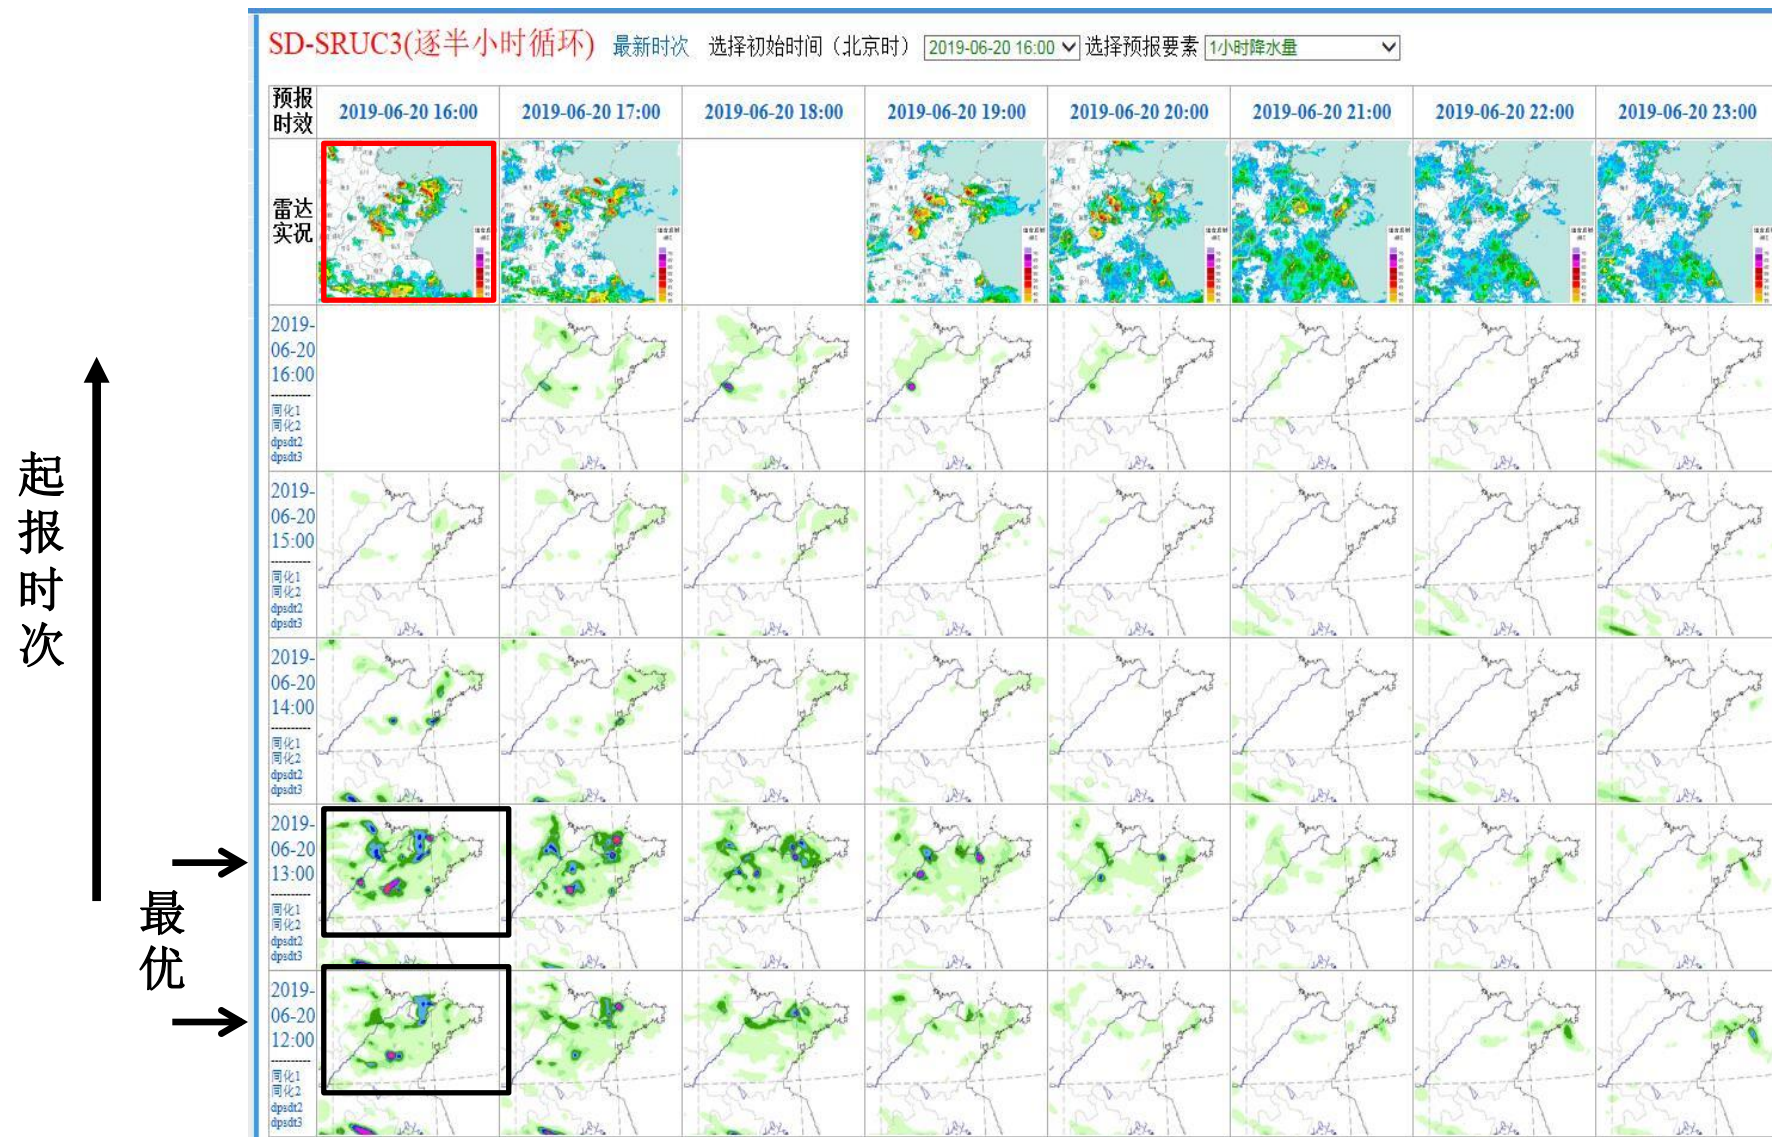 SD-SRUC3(逐半小时循环) 最新时次 选择初始时间（北京时） 2019-06-20 16:00 选择预报要素 1小时降水量
预报时效 2019-06-20 16:00 2019-06-20 17:00 2019-06-20 18:00 2019-06-20 19:00 2019-06-20 20:00 2019-06-20 21:00 2019-06-20 22:00 2019-06-20 23:00
雷达
实况
2019-
06-20
16:00
----------
同化1
同化2
dpsdt2
dpsdt3
2019-
06-20
15:00
----------
同化1
同化2
dpsdt2
dpsdt3
2019-
06-20
14:00
----------
同化1
同化2
dpsdt2
dpsdt3
2019-
06-20
13:00
----------
同化1
同化2
dpsdt2
dpsdt3
2019-
06-20
12:00
----------
同化1
同化2
dpsdt2
dpsdt3
起报时次
最优